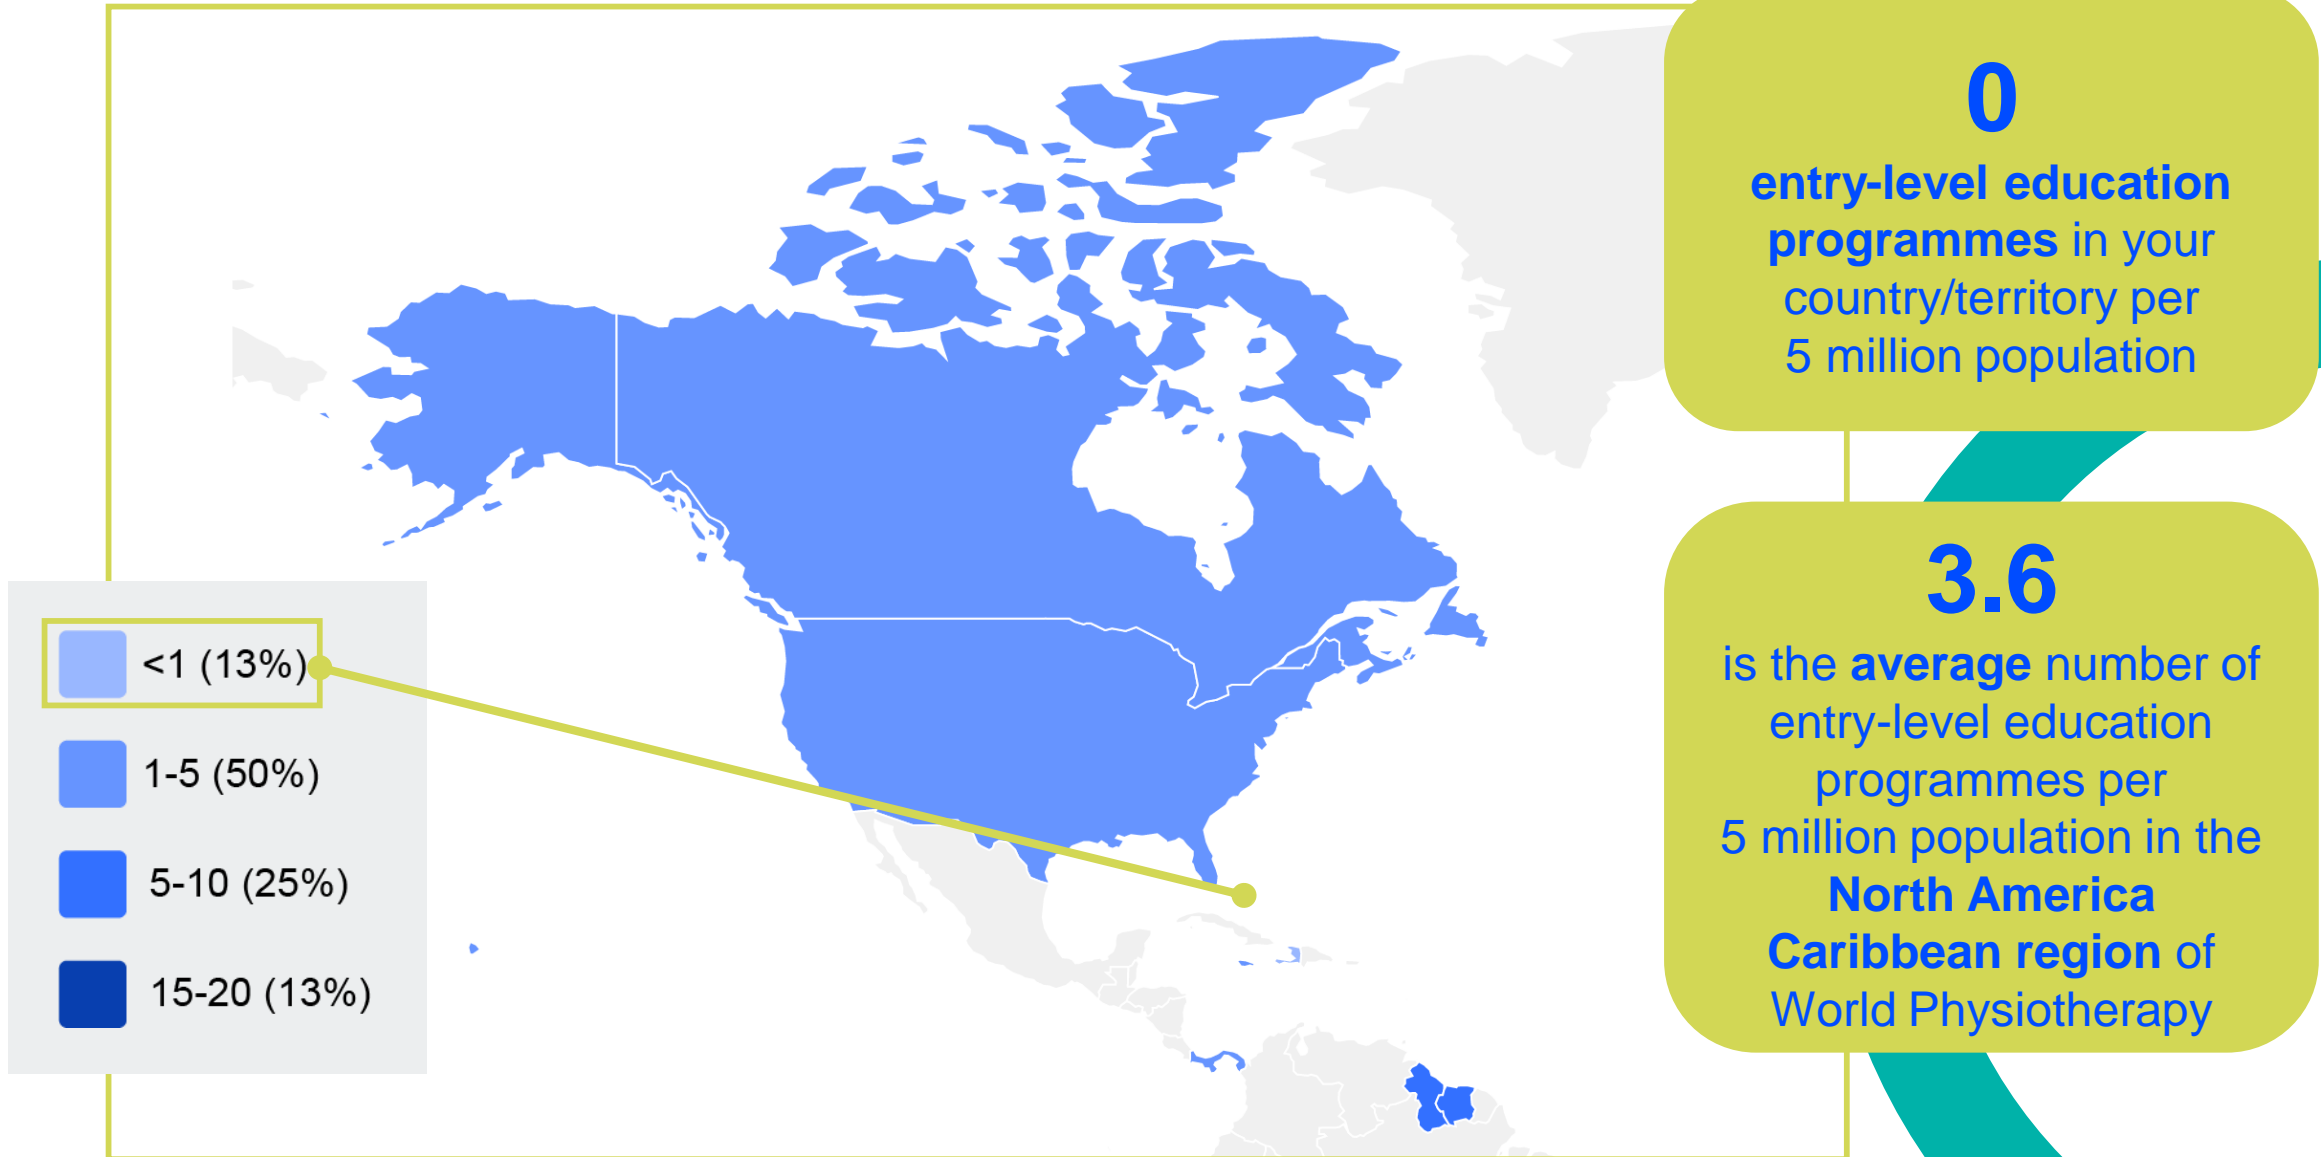 0
entry-level education
programmes in your
country/territory per
5 million population
3.6
is the average number of
entry-level education
programmes per
5 million population in the
North America
Caribbean region of
World Physiotherapy
<1 (13%)
1-5 (50%)
5-10 (25%)
15-20 (13%)